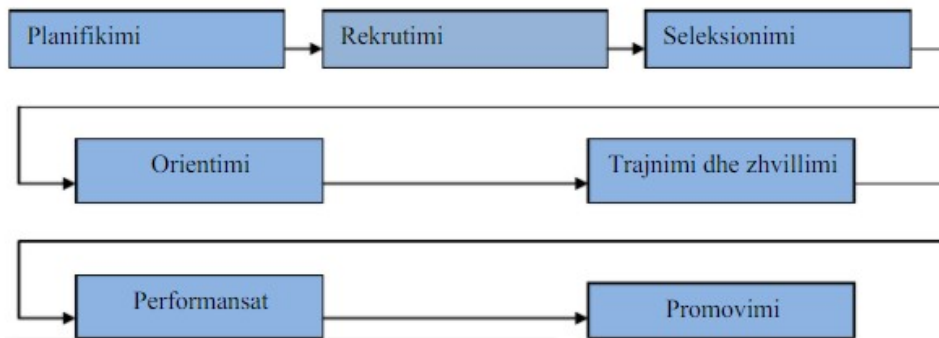 Planifikimi
Rekrutimi
Seleksionimi
Orientimi
Trajnimi dhe zhvillimi
Performansat
Promovimi